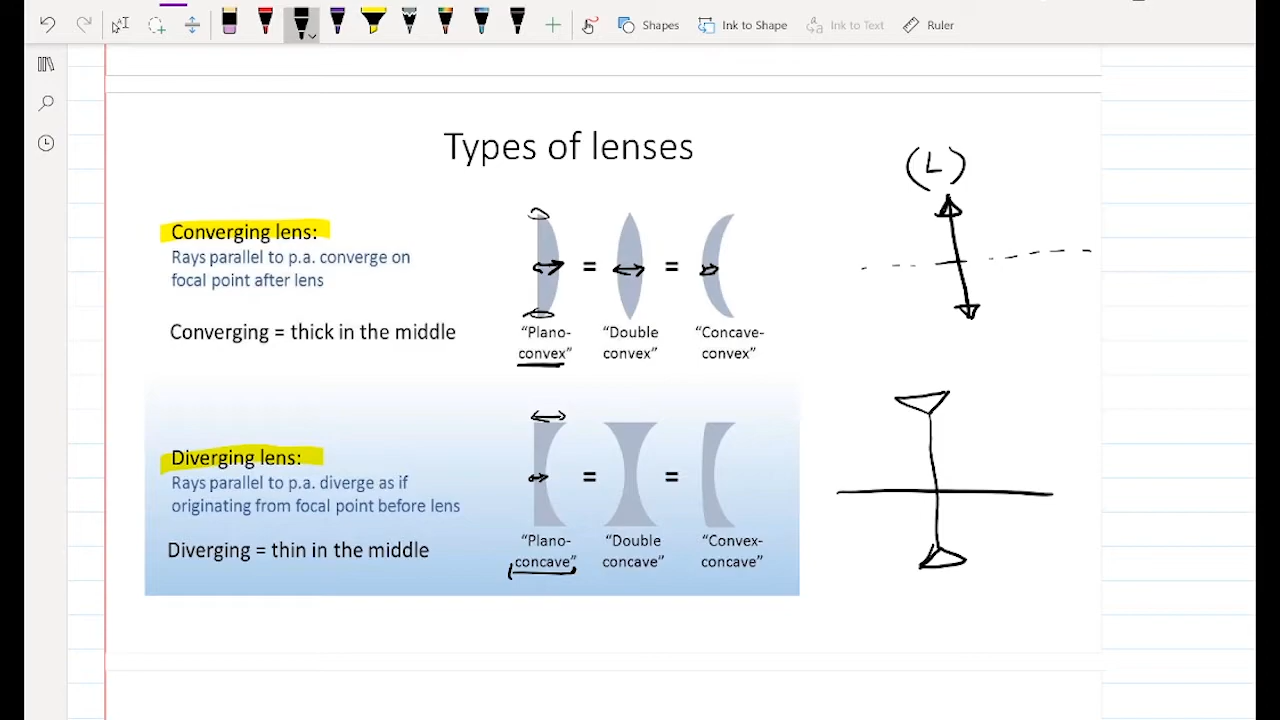 Shapes Ink to Shape Ink to Text Ruler
Types of lenses
(L)
Converging lens:
Rays parallel to p.a. converge on
focal point after lens
Converging = thick in the middle
= =
“Plano-
convex”
“Double
convex”
“Concave-
convex”
Diverging lens:
Rays parallel to p.a. diverge as if
originating from focal point before lens
Diverging = thin in the middle
= =
“Plano-
concave”
“Double
concave”
“Convex-
concave”